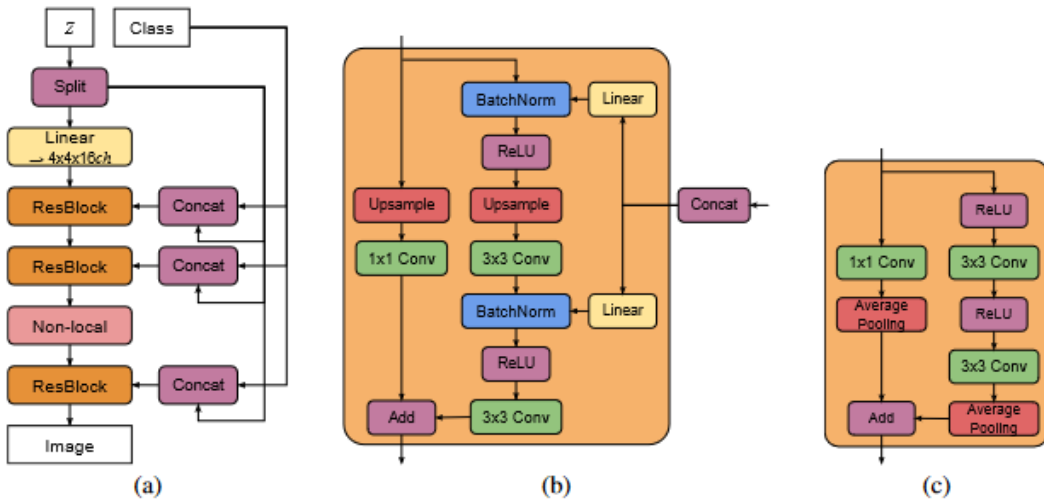 z
Class
Split
Linear
→ 4x4x16ch
ResBlock
Concat
ResBlock
Concat
Non-local
ResBlock
Concat
Image
(a)
BatchNorm
Linear
ReLU
Upsample
Upsample
Concat
1x1 Conv
3x3 Conv
BatchNorm
Linear
ReLU
Add
3x3 Conv
(b)
ReLU
1x1 Conv
3x3 Conv
Average
Pooling
ReLU
3x3 Conv
Add
Average
Pooling
(c)